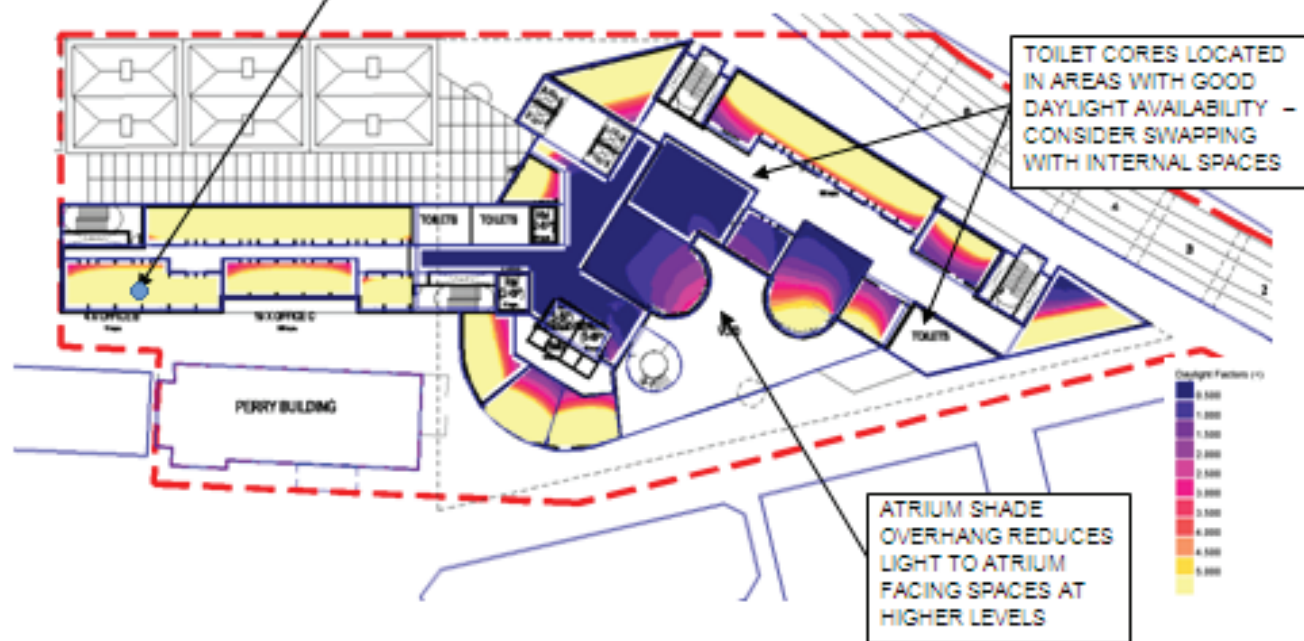 TOILET CORES LOCATED
IN AREAS WITH GOOD
DAYLIGHT AVAILABILITY –
CONSIDER SWAPPING
WITH INTERNAL SPACES
TOILETS
TOILETS
TOILETS
PERRY BUILDING
Daylight Factors
0.500
1.000
1.500
2.000
2.500
3.000
3.500
4.000
4.500
5.000
ATRIUM SHADE
OVERHANG REDUCES
LIGHT TO ATRIUM
FACING SPACES AT
HIGHER LEVELS